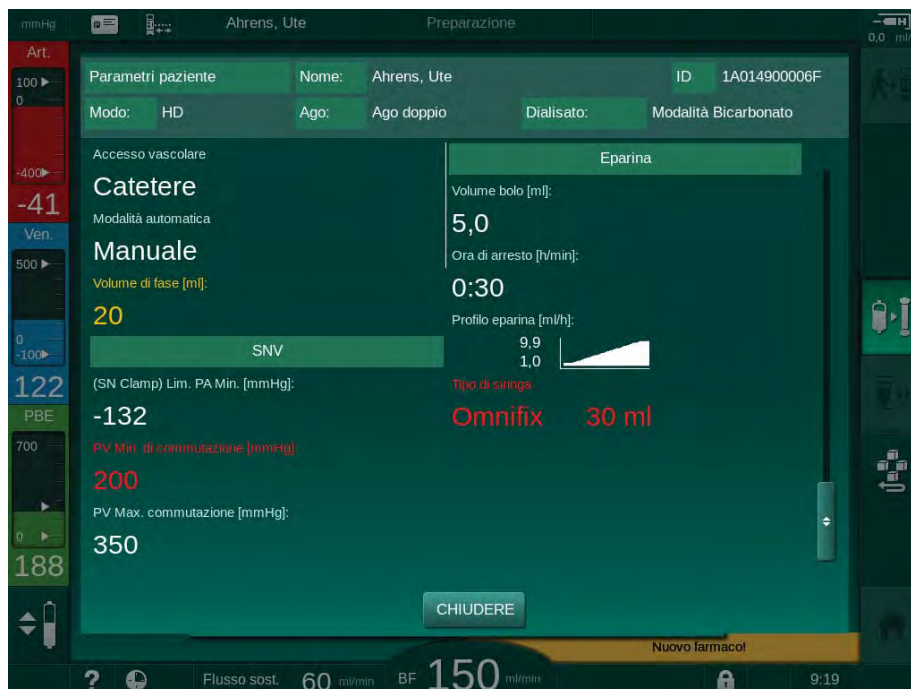 mmHg
Ahrens, Ute
Preparazione
0,0 ml/
Art.
100
0
-400
-41
Ven.
500
0
-100
122
PBE
700
0
188
Parametri paziente Nome: Ahrens, Ute ID 1A014900006F
Modo: HD Ago: Ago doppio Dialisato: Modalità Bicarbonato
Accesso vascolare
Catetere
Modalità automatica
Manuale
Volume di fase [ml]:
20
SNV
(SN Clamp) Lim. PA Min. [mmHg]:
-132
PV Min. di commutazione [mmHg]:
200
PV Max. commutazione [mmHg]:
350
Eparina
Volume bolo [ml]:
5,0
Ora di arresto [h/min]:
0:30
Profilo eparina [ml/h]:
9,9
1,0
Tipo di siringa
Omnifix 30 ml
CHIUDERE
Nuovo farmaco!
? Flusso sost. 60 ml/min BF 150 ml/min 9:19